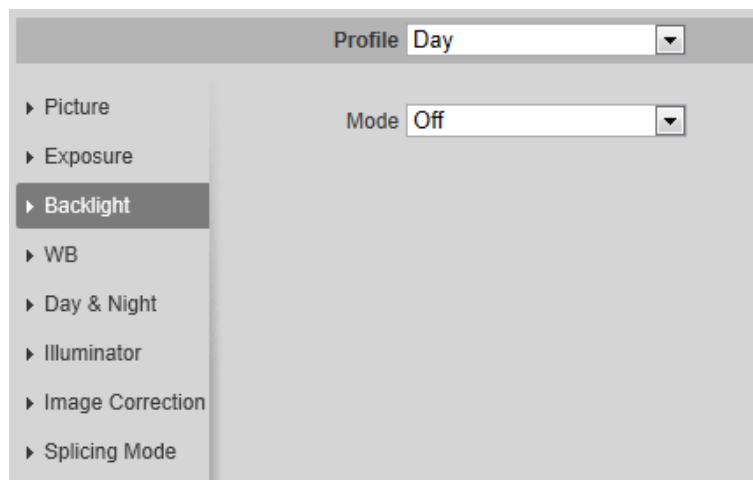 Profile Day
Mode Off
Picture
Exposure
Backlight
WB
Day & Night
Illuminator
Image Correction
Splicing Mode